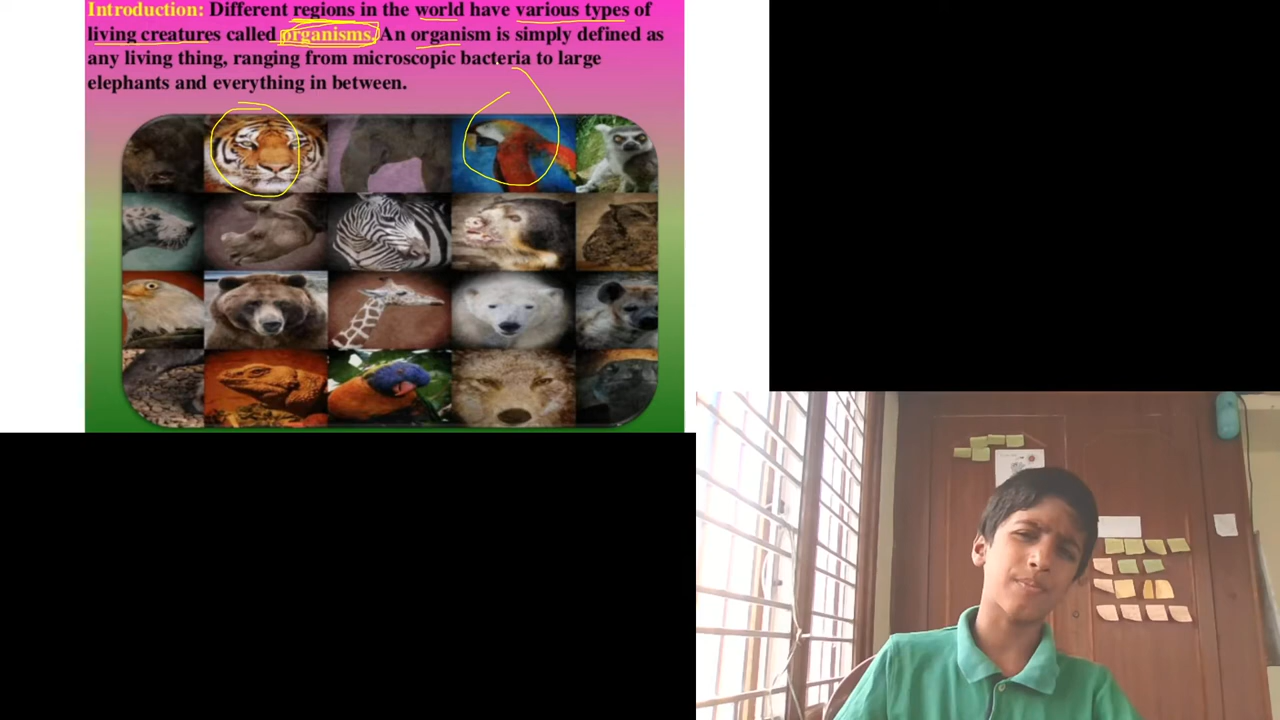 Introduction: Different regions in the world have various types of
living creatures called organisms. An organism is simply defined as
any living thing, ranging from microscopic bacteria to large
elephants and everything in between.